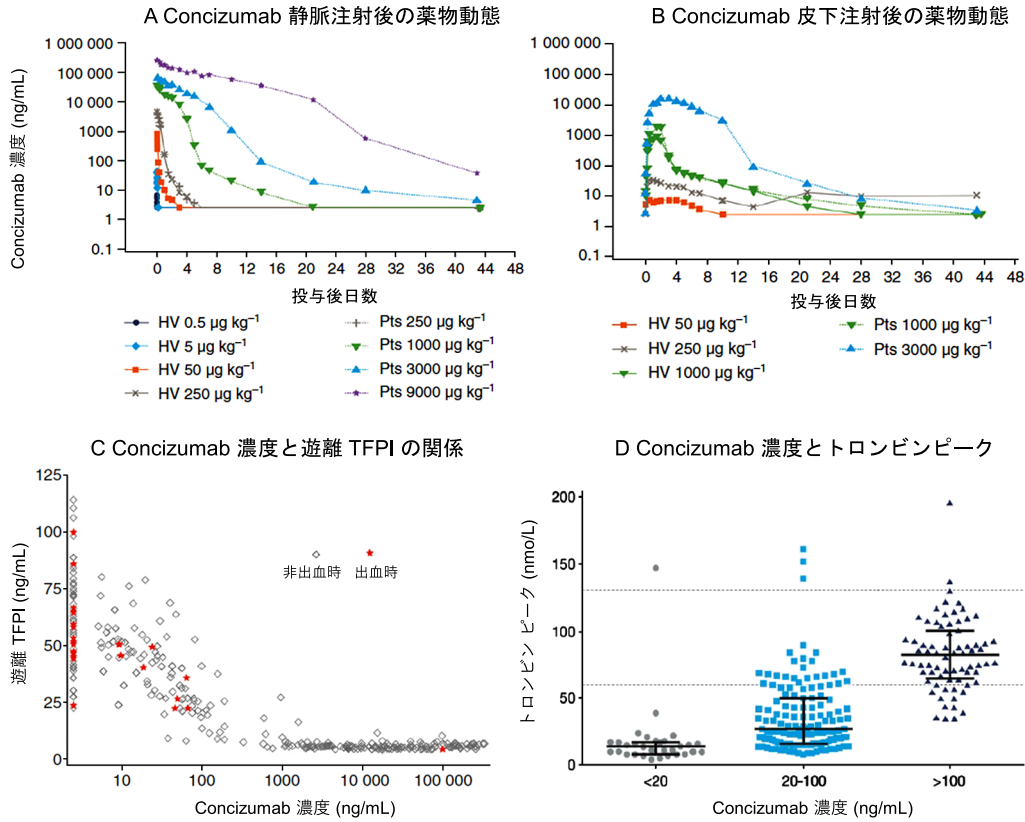 A Concizumab 静脈注射後の薬物動態
Concizumab 濃度 (ng/mL)
1 000 000
100 000
10 000
1000
100
10
1
0.1
0 4 8 12 16 20 24 28 32 36 40 44 48
投与後日数
HV 0.5 µg kg⁻¹
HV 5 µg kg⁻¹
HV 50 µg kg⁻¹
HV 250 µg kg⁻¹
Pts 250 µg kg⁻¹
Pts 1000 µg kg⁻¹
Pts 3000 µg kg⁻¹
Pts 9000 µg kg⁻¹
B Concizumab 皮下注射後の薬物動態
1 000 000
100 000
10 000
1000
100
10
1
0.1
0 4 8 12 16 20 24 28 32 36 40 44 48
投与後日数
HV 50 µg kg⁻¹
HV 250 µg kg⁻¹
HV 1000 µg kg⁻¹
Pts 1000 µg kg⁻¹
Pts 3000 µg kg⁻¹
C Concizumab 濃度と遊離 TFPI の関係
遊離 TFPI (ng/mL)
125
100
75
50
25
0
非出血時 出血時
10 100 1000 10 000 100 000
Concizumab 濃度 (ng/mL)
D Concizumab 濃度とトロンビンピーク
トロンビン ピーク (nmo/L)
200
150
100
50
0
<20 20-100 >100
Concizumab 濃度 (ng/mL)